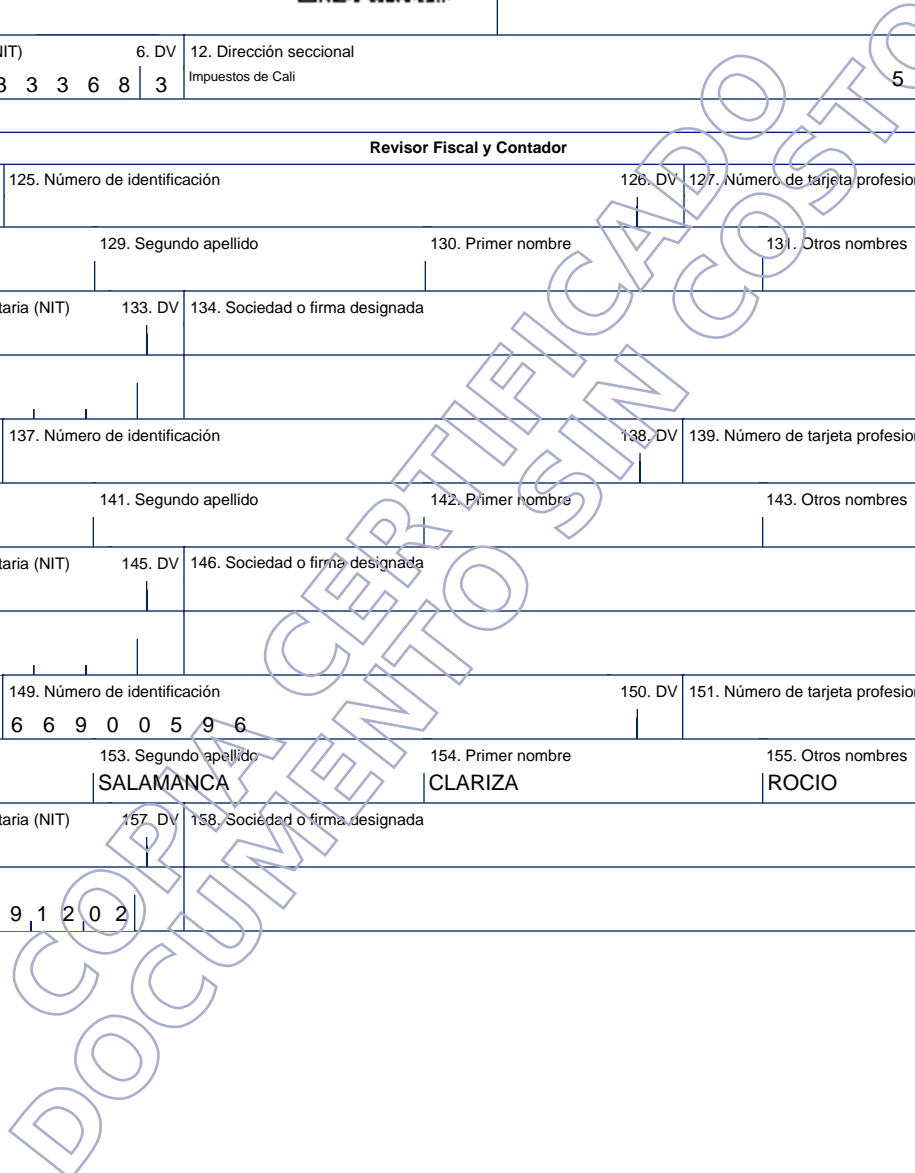 NIT) 6. DV 12. Dirección seccional
3 3 3 6 8 3 Impuestos de Cali 5
Revisor Fiscal y Contador
125. Número de identificación 126. DV 127. Número de tarjeta profesion
129. Segundo apellido 130. Primer nombre 131. Otros nombres
taria (NIT) 133. DV 134. Sociedad o firma designada
137. Número de identificación 138. DV 139. Número de tarjeta profesion
141. Segundo apellido 142. Primer nombre 143. Otros nombres
taria (NIT) 145. DV 146. Sociedad o firma designada
149. Número de identificación 150. DV 151. Número de tarjeta profesion
6 6 9 0 0 5 9 6
153. Segundo apellido 154. Primer nombre 155. Otros nombres
SALAMANCA CLARIZA ROCIO
taria (NIT) 157. DV 158. Sociedad o firma designada
9 1 2 0 2
COPIA CERTIFICADO
DOCUMENTO SIN COSTO